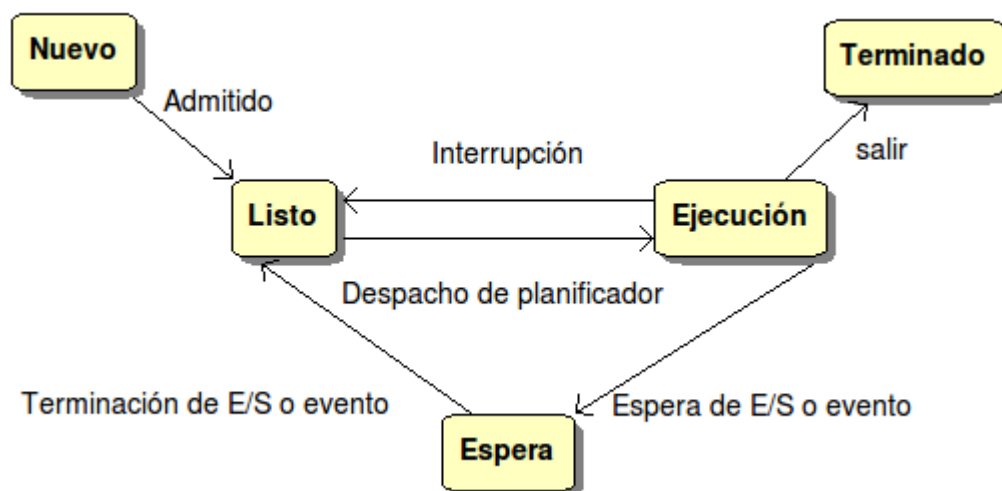 Nuevo
Terminado
Admitido
Interrupción
salir
Listo
Ejecución
Despacho de planificador
Terminación de E/S o evento
Espera de E/S o evento
Espera